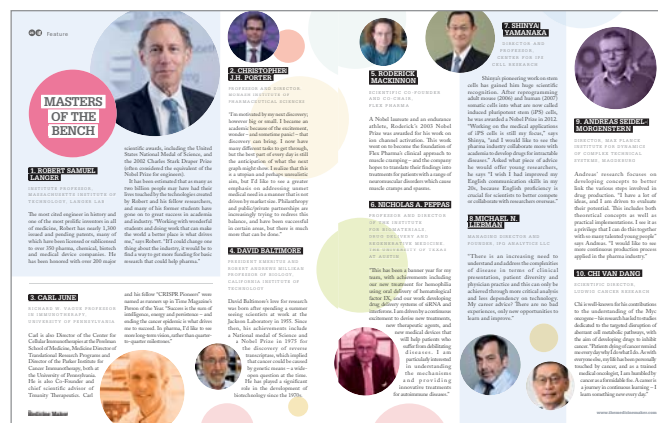 Feature
MASTERS
OF THE
BENCH
1. ROBERT SAMUEL
LANGER
INSTITUTE PROFESSOR,
MASSACHUSETTS INSTITUTE OF
TECHNOLOGY, LANGER LAB
The most cited engineer in history and
one of the most prolific inventors in all
of medicine, Robert has nearly 1,300
issued and pending patents, many of
which have been licensed or sublicensed
to over 350 pharma, chemical, biotech
and medical device companies. He
has been honored with over 200 major
scientific awards, including the United
States National Medal of Science, and
the 2002 Charles Stark Draper Prize
(often considered the equivalent of the
Nobel Prize for engineers).
It has been estimated that as many as
two billion people may have had their
lives touched by the technologies created
by Robert and his fellow researchers,
and many of his former students have
gone on to great success in academia
and industry. "Working with wonderful
students and doing work that can make
the world a better place is what drives
me," says Robert. "If I could change one
thing about the industry, it would be to
find a way to get more funding for basic
research that could help pharma."
2. CHRISTOPHER
J.H. PORTER
PROFESSOR AND DIRECTOR
MONASH INSTITUTE OF
PHARMACEUTICAL SCIENCES
"I'm motivated by the next discovery;
however big or small. I became an
academic because of the excitement;
wonder – and sometimes panic! – that
discovery can bring. I now have
many different tasks to get through,
but the best part of every day is still
the anticipation of what the next
graph might show. I realize that this
is a utopian and perhaps unrealistic
aim, but I'd like to see a greater
emphasis on addressing unmet
medical need in a manner that is not
driven by marketism. Philanthropy
and public/private partnerships are
increasingly trying to redress this
balance, and have been successful
in certain areas, but there is much
more that can be done."
3. CARL JUNE
RICHARD W. VAGUE PROFESSOR
IN IMMUNOTHERAPY,
UNIVERSITY OF PENNSYLVANIA
Carl is also Director of the Center for
Cellular Immunotherapies at the Perelman
School of Medicine, Medicine Director of
Translational Research Programs and
Director of the Parker Institute for
Cancer Immunotherapy, both at
the University of Pennsylvania.
He is also Co-Founder and
chief scientific advisor of
Tmunity Therapeutics. Carl
and his fellow "CRISPR Pioneers" were
named as runners up in Time Magazine's
Person of the Year. "Success is the sum of
intelligence, energy and persistence – and
ending the cancer epidemic is what drives
me to succeed. In pharma, I'd like to see
more long-term vision, rather than quarter-
to-quarter milestones."
4. DAVID BALTIMORE
PRESIDENT EMERITUS AND
ROBERT ANDREWS MILLIKAN
PROFESSOR OF BIOLOGY,
CALIFORNIA INSTITUTE OF
TECHNOLOGY
David Baltimore's love for research
was born after spending a summer
seeing scientists at work at the
Jackson Laboratory in 1955. Since
then, his achievements include
a National medal of Science and
a Nobel Prize in 1975 for
the discovery of reverse
transcriptase, which implied
that cancer could be caused
by genetic means – a wide-
open question at the time.
He has played a significant
role in the development of
biotechnology since the 1970s.
5. RODERICK
MACKINNON
SCIENTIFIC CO-FOUNDER
AND CO-CHAIR,
FLEX PHARMA
A Nobel laureate and an endurance
athlete, Roderick's 2003 Nobel
Prize was awarded for his work on
ion channel activation. This work
went on to become the foundation of
Flex Pharma's clinical approach to
muscle cramping – and the company
hopes to translate their findings into
treatments for patients with a range of
neuromuscular disorders which cause
muscle cramps and spasms.
6. NICHOLAS A. PEPPAS
PROFESSOR AND DIRECTOR
OF THE INSTITUTE
FOR BIOMATERIALS
DRUG DELIVERY AND
REGENERATIVE MEDICINE,
THE UNIVERSITY OF TEXAS
AT AUSTIN
"This has been a banner year for my
team, with achievements including
our new treatment for hemophilia
using oral delivery of hematological
factor IX, and our work developing
drug delivery systems of siRNA and
interferons. I am driven by a continuous
excitement to devise new treatments,
new therapeutic agents, and
new medical devices that
will help patients who
suffer from debilitating
diseases. I am
particularly interested
in understanding
the mechanisms
and providing
innovative treatments
for autoimmune diseases."
7. SHINYA
YAMANAKA
DIRECTOR AND
PROFESSOR,
CENTER FOR IPS
CELL RESEARCH
Shinya's pioneering work on stem
cells has gained him huge scientific
recognition. After reprogramming
adult mouse (2006) and human (2007)
somatic cells into what are now called
induced pluripotent stem (iPS) cells,
he was awarded a Nobel Prize in 2012.
"Working on the medical applications
of iPS cells is still my focus," says
Shinya, "and I would like to see the
pharma industry collaborate more with
academia to develop drugs for intractable
diseases." Asked what piece of advice
he would offer young researchers,
he says "I wish I had improved my
English communication skills in my
20s, because English proficiency is
crucial for scientists to better compete
or collaborate with researchers overseas."
8. MICHAEL N.
LIEBMAN
MANAGING DIRECTOR AND
FOUNDER, IPQ ANALYTICS LLC
"There is an increasing need to
understand and address the complexities
of disease in terms of clinical
presentation, patient diversity and
physician practice and this can only be
achieved through more critical analysis
and less dependency on technology.
My career advice? There are no bad
experiences, only new opportunities to
learn and improve."
9. ANDREAS SEIDEL-
MORGENSTERN
DIRECTOR, MAX PLANCK
INSTITUTE FOR DYNAMICS
OF COMPLEX TECHNICAL
SYSTEMS, MAGDEBURG
Andreas' research focuses on
developing concepts to better
link the various steps involved in
drug production. "I have a lot of
ideas, and I am driven to evaluate
their potential. This includes both
theoretical concepts as well as
practical implementations. I see it as
a privilege that I can do this together
with so many talented young people"
says Andreas. "I would like to see
more continuous production process
applied in the pharma industry."
10. CHI VAN DANG
SCIENTIFIC DIRECTOR,
LUDWIG CANCER RESEARCH
Chi is well-known for his contributions
to the understanding of the Myc
oncogene – his research has led to studies
dedicated to the targeted disruption of
aberrant cell metabolic pathways, with
the aim of developing drugs to inhibit
cancer. "Patients dying of cancer remind
me every day why I do what I do. As with
everyone else, my life has been personally
touched by cancer, and as a trained
medical oncologist, I am humbled by
cancer as a formidable foe. A career is
a journey in continuous learning – I
learn something new every day."
www.themedicinemaker.com